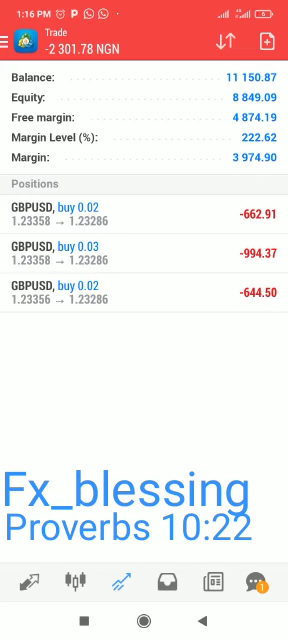 1:16 PM
Trade
-2 301.78 NGN
Balance: 11 150.87
Equity: 8 849.09
Free margin: 4 874.19
Margin Level (%): 222.62
Margin: 3 974.90
Positions
GBPUSD, buy 0.02
1.23358 → 1.23286 -662.91
GBPUSD, buy 0.03
1.23358 → 1.23286 -994.37
GBPUSD, buy 0.02
1.23356 → 1.23286 -644.50
Fx_blessing
Proverbs 10:22
1